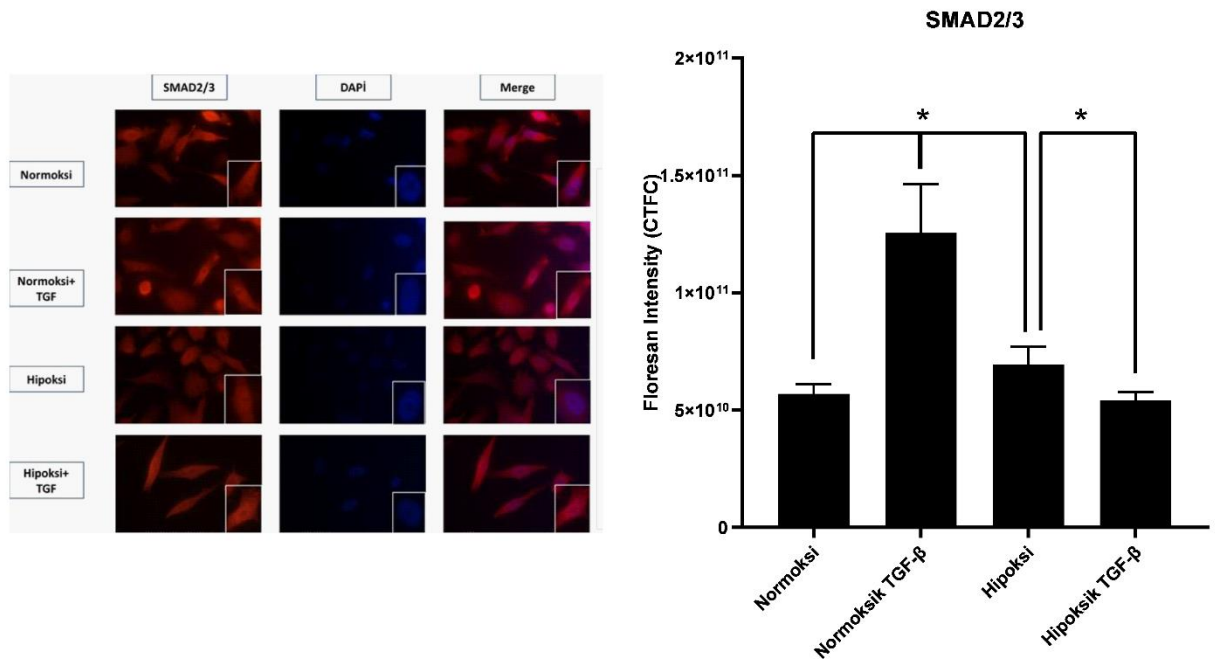 SMAD2/3
DAPİ
Merge
Normoksi
Normoksi+
TGF
Hipoksi
Hipoksi+
TGF
SMAD2/3
Floresan Intensity (CTFC)
2×10¹¹
1.5×10¹¹
1×10¹¹
5×10¹⁰
0
*
*
Normoksi
Normoksik TGF-β
Hipoksi
Hipoksik TGF-β